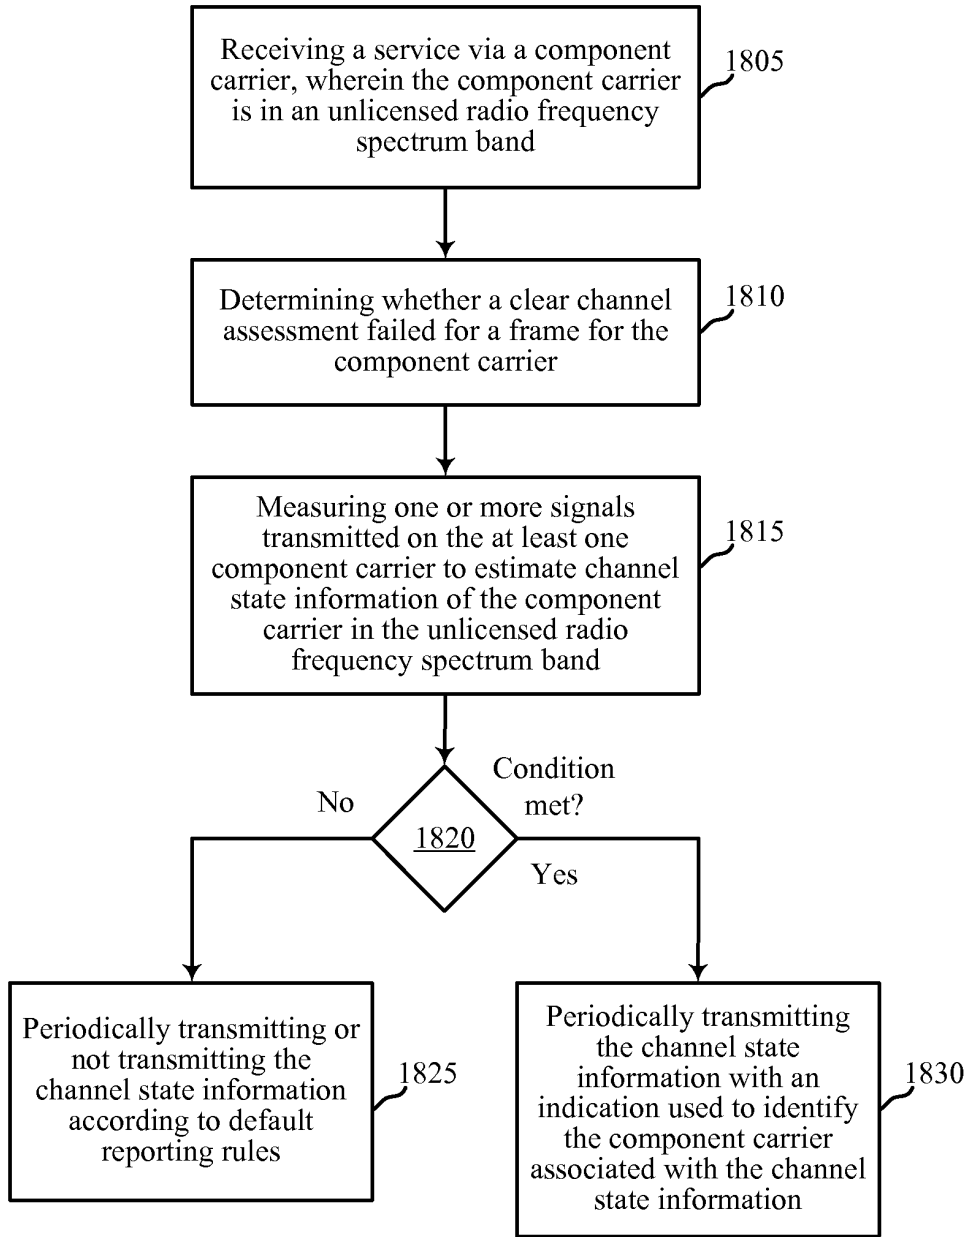 Receiving a service via a component
carrier, wherein the component carrier
is in an unlicensed radio frequency
spectrum band
1805
Determining whether a clear channel
assessment failed for a frame for the
component carrier
1810
Measuring one or more signals
transmitted on the at least one
component carrier to estimate channel
state information of the component
carrier in the unlicensed radio
frequency spectrum band
1815
Condition
met?
No
1820
Yes
Periodically transmitting or
not transmitting the
channel state information
according to default
reporting rules
1825
Periodically transmitting
the channel state
information with an
indication used to identify
the component carrier
associated with the channel
state information
1830